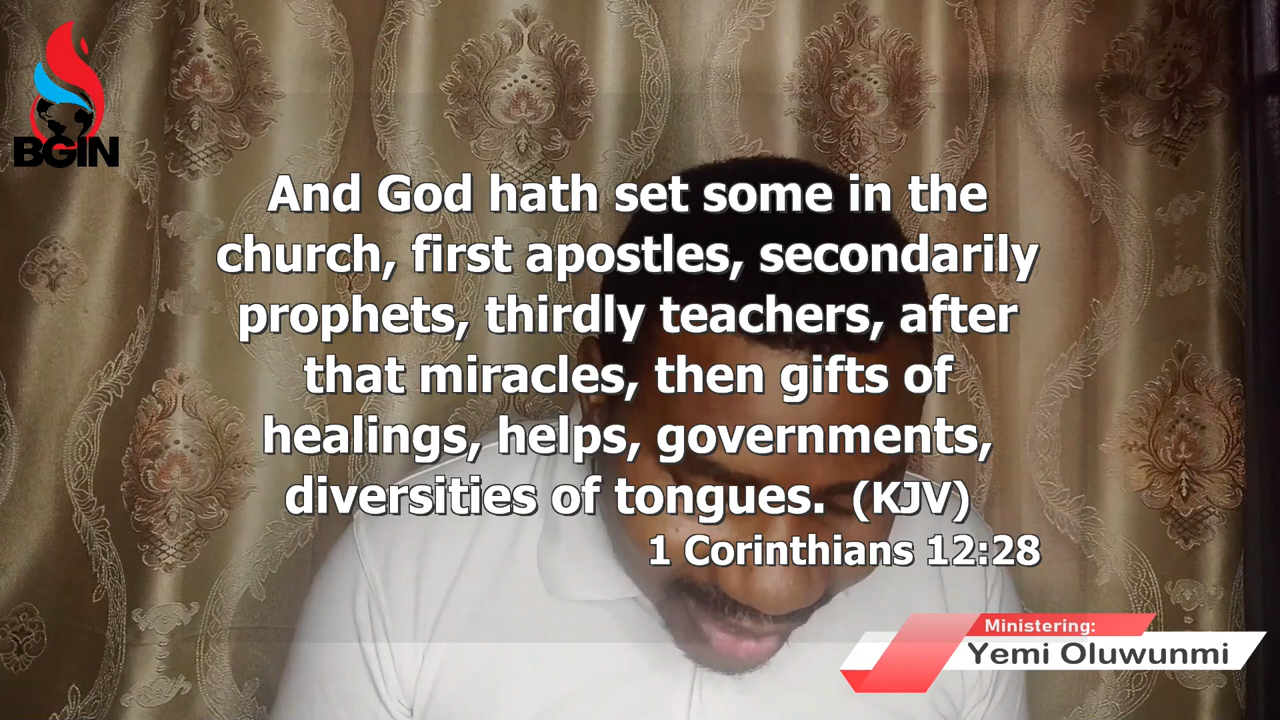 BGIN
And God hath set some in the
church, first apostles, secondarily
prophets, thirdly teachers, after
that miracles, then gifts of
healings, helps, governments,
diversities of tongues. (KJV)
1 Corinthians 12:28
Ministering:
Yemi Oluwunmi